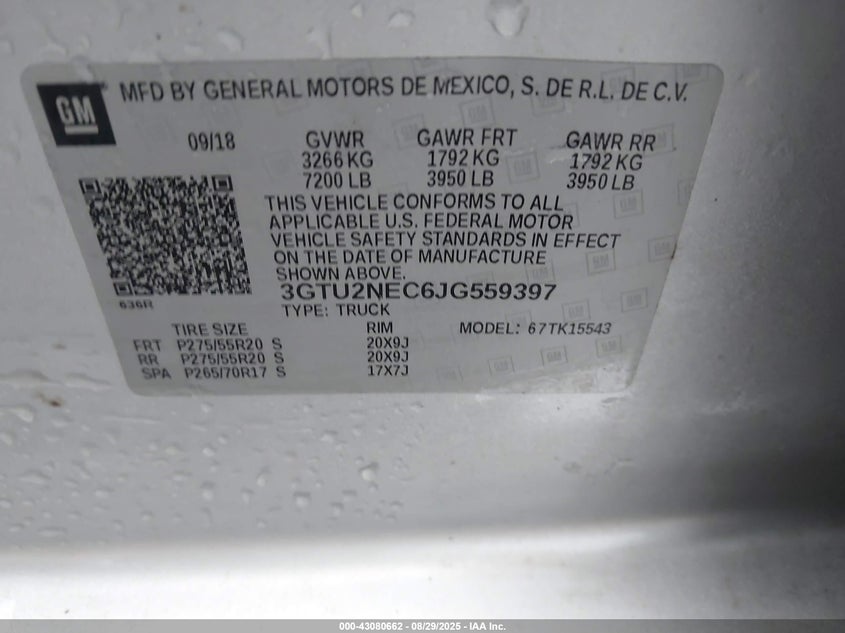 GM
MFD BY GENERAL MOTORS DE MEXICO, S. DE R.L. DE C.V.
09/18 GVWR GAWR FRT GAWR RR
3266 KG 1792 KG 1792 KG
7200 LB 3950 LB 3950 LB
THIS VEHICLE CONFORMS TO ALL
APPLICABLE U.S. FEDERAL MOTOR
VEHICLE SAFETY STANDARDS IN EFFECT
ON THE DATE OF MANUFACTURE
SHOWN ABOVE.
636R
3GTU2NEC6JG559397
TYPE: TRUCK
TIRE SIZE RIM MODEL: 67TK15543
FRT P275/55R20 S 20X9J
RR P275/55R20 S 20X9J
SPA P265/70R17 S 17X7J
000-43080662 - 08/29/2025 - IAA Inc.